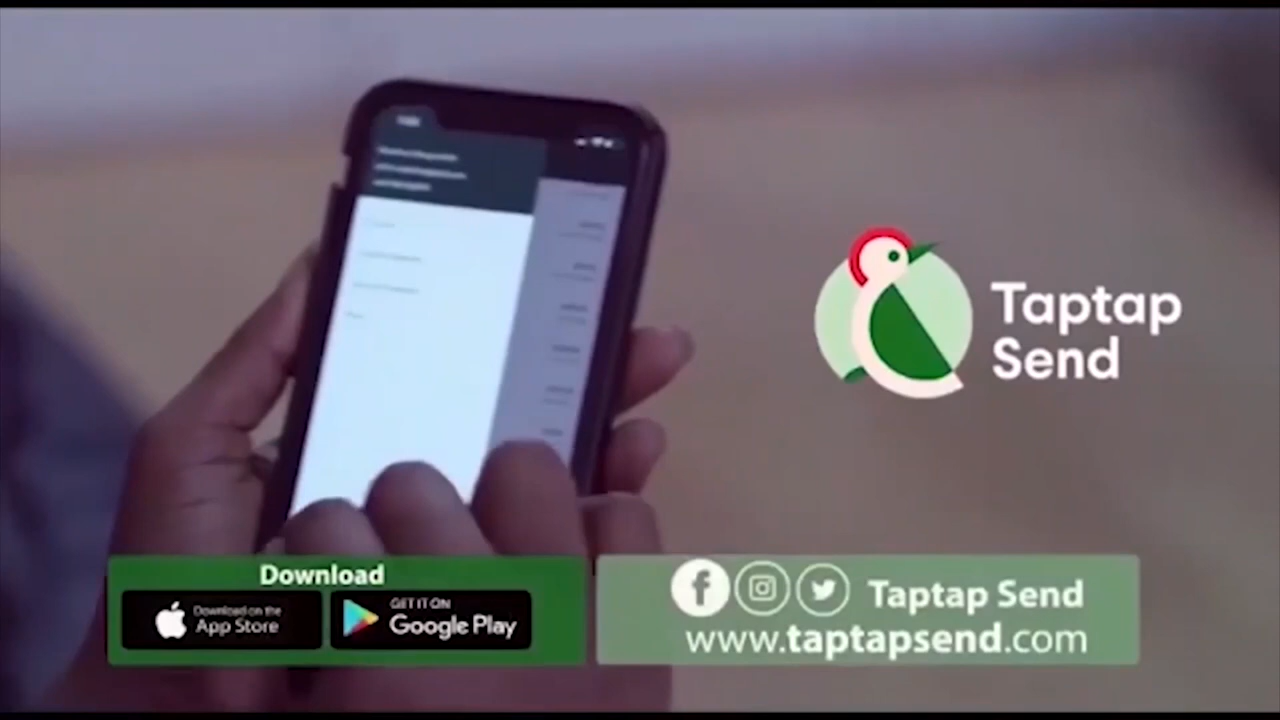 Taptap
Send
Download
Download on the
App Store
GET IT ON
Google Play
Taptap Send
www.taptapsend.com